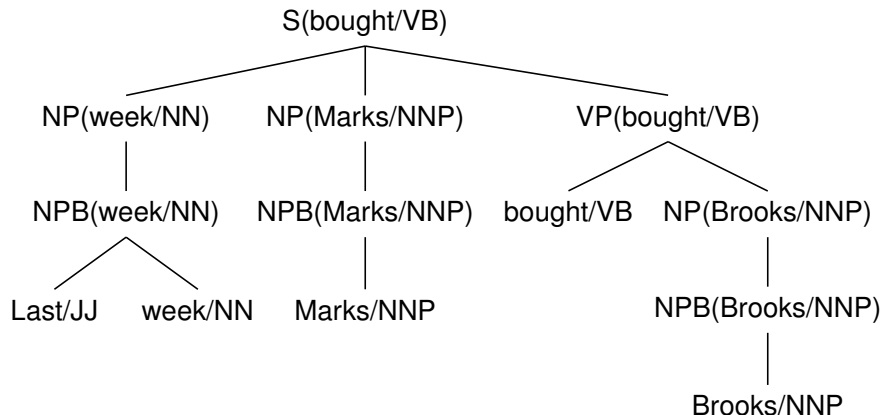 S(bought/VB)
NP(week/NN) NP(Marks/NNP) VP(bought/VB)
NPB(week/NN) NPB(Marks/NNP) bought/VB NP(Brooks/NNP)
Last/JJ week/NN Marks/NNP NPB(Brooks/NNP)
Brooks/NNP